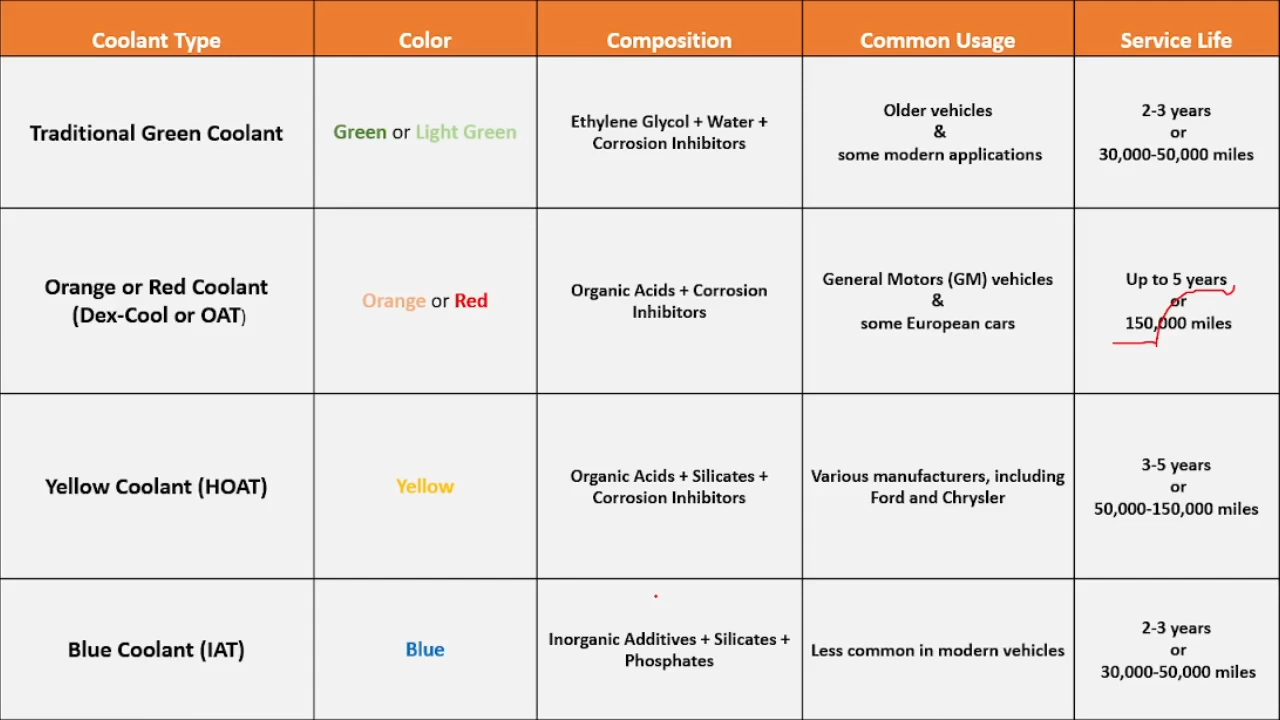 Coolant Type
Color
Composition
Common Usage
Service Life
Traditional Green Coolant
Green or Light Green
Ethylene Glycol + Water +
Corrosion Inhibitors
Older vehicles
&
some modern applications
2-3 years
or
30,000-50,000 miles
Orange or Red Coolant
(Dex-Cool or OAT)
Orange or Red
Organic Acids + Corrosion
Inhibitors
General Motors (GM) vehicles
&
some European cars
Up to 5 years
or
150,000 miles
Yellow Coolant (HOAT)
Yellow
Organic Acids + Silicates +
Corrosion Inhibitors
Various manufacturers, including
Ford and Chrysler
3-5 years
or
50,000-150,000 miles
Blue Coolant (IAT)
Blue
Inorganic Additives + Silicates +
Phosphates
Less common in modern vehicles
2-3 years
or
30,000-50,000 miles